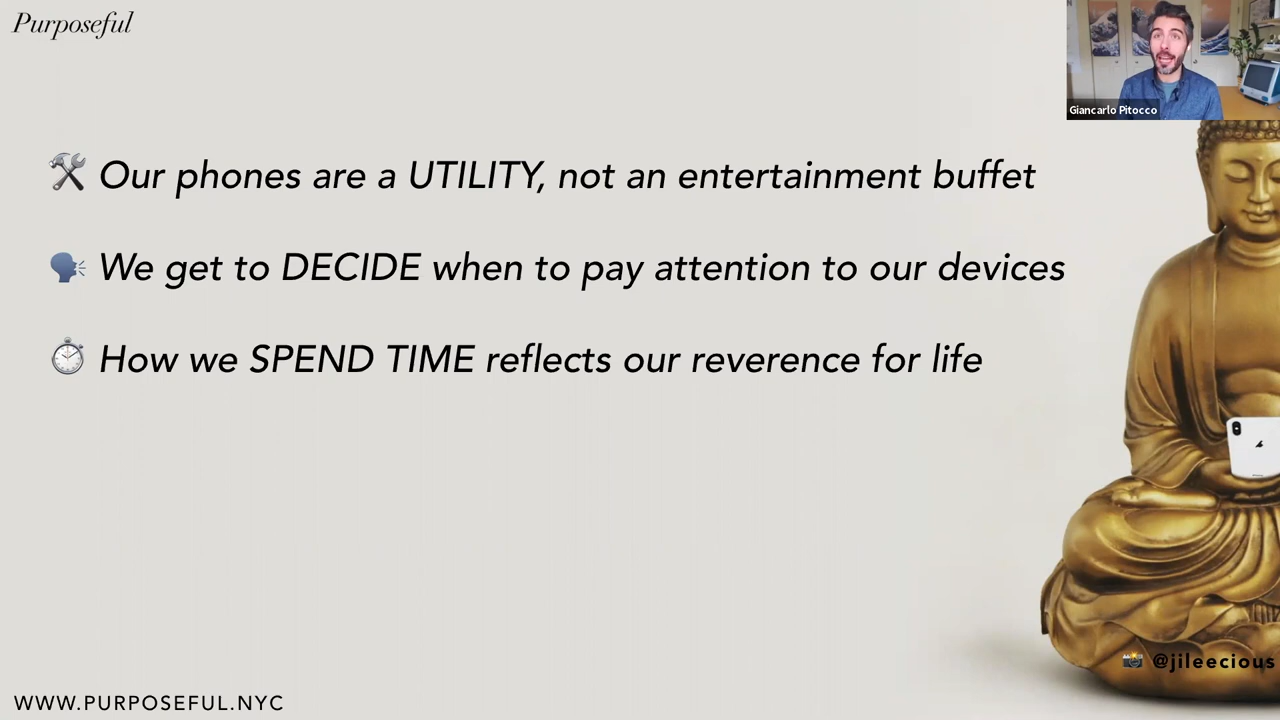 Purposeful
Giancarlo Pitocco
Our phones are a UTILITY, not an entertainment buffet
We get to DECIDE when to pay attention to our devices
How we SPEND TIME reflects our reverence for life
@jileecious
WWW.PURPOSEFUL.NYC